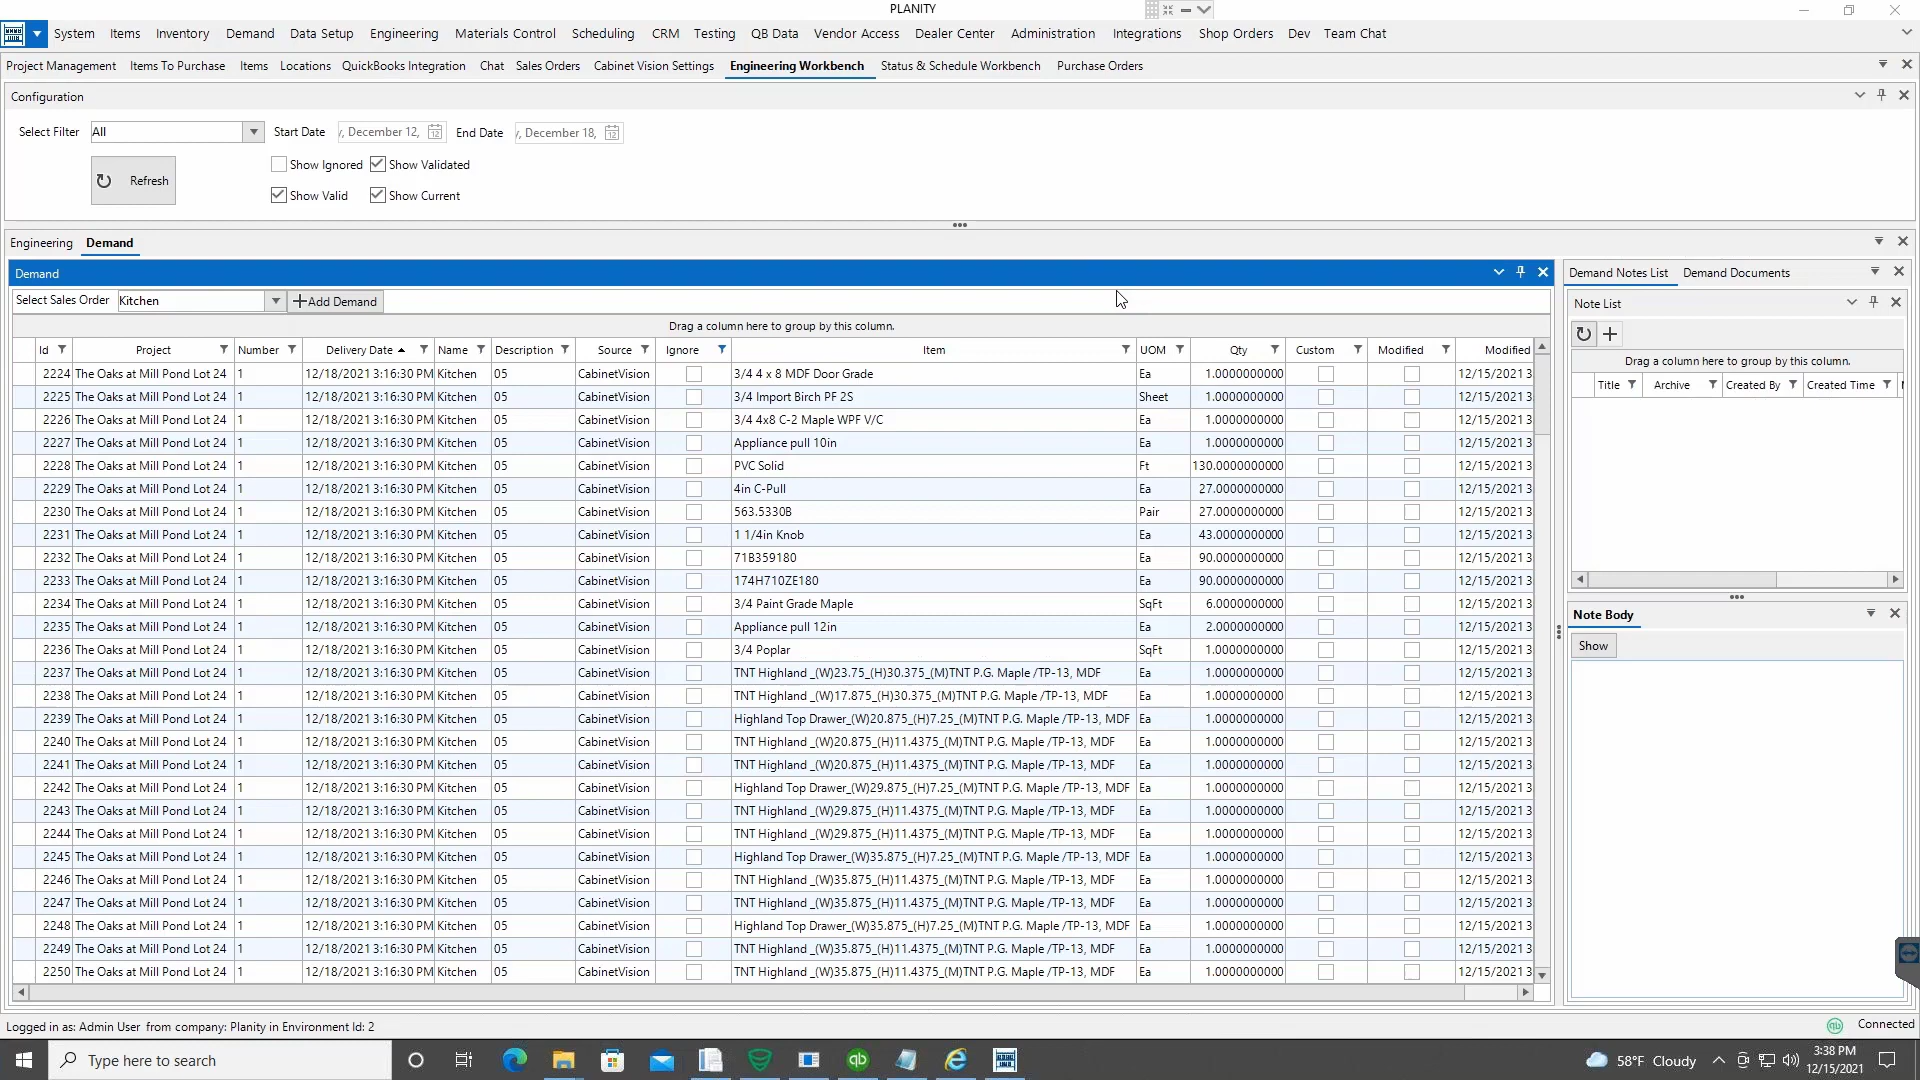 PLANITY
System Items Inventory Demand Data Setup Engineering Materials Control Scheduling CRM Testing QB Data Vendor Access Dealer Center Administration Integrations Shop Orders Dev Team Chat
Project Management Items To Purchase Items Locations QuickBooks Integration Chat Sales Orders Cabinet Vision Settings Engineering Workbench Status & Schedule Workbench Purchase Orders
Configuration
Select Filter All Start Date , December 12, End Date , December 18,
Refresh Show Ignored Show Validated
Show Valid Show Current
Engineering Demand
Demand
Select Sales Order Kitchen Add Demand
Drag a column here to group by this column.
Id Project Number Delivery Date Name Description Source Ignore Item UOM Qty Custom Modified Modified
2224 The Oaks at Mill Pond Lot 24 1 12/18/2021 3:16:30 PM Kitchen 05 CabinetVision 3/4 4 x 8 MDF Door Grade Ea 1.0000000000 12/15/2021 3
2225 The Oaks at Mill Pond Lot 24 1 12/18/2021 3:16:30 PM Kitchen 05 CabinetVision 3/4 Import Birch PF 2S Sheet 1.0000000000 12/15/2021 3
2226 The Oaks at Mill Pond Lot 24 1 12/18/2021 3:16:30 PM Kitchen 05 CabinetVision 3/4 4x8 C-2 Maple WPF V/C Ea 1.0000000000 12/15/2021 3
2227 The Oaks at Mill Pond Lot 24 1 12/18/2021 3:16:30 PM Kitchen 05 CabinetVision Appliance pull 10in Ea 1.0000000000 12/15/2021 3
2228 The Oaks at Mill Pond Lot 24 1 12/18/2021 3:16:30 PM Kitchen 05 CabinetVision PVC Solid Ft 130.0000000000 12/15/2021 3
2229 The Oaks at Mill Pond Lot 24 1 12/18/2021 3:16:30 PM Kitchen 05 CabinetVision 4in C-Pull Ea 27.0000000000 12/15/2021 3
2230 The Oaks at Mill Pond Lot 24 1 12/18/2021 3:16:30 PM Kitchen 05 CabinetVision 563.5330B Pair 27.0000000000 12/15/2021 3
2231 The Oaks at Mill Pond Lot 24 1 12/18/2021 3:16:30 PM Kitchen 05 CabinetVision 1 1/4in Knob Ea 43.0000000000 12/15/2021 3
2232 The Oaks at Mill Pond Lot 24 1 12/18/2021 3:16:30 PM Kitchen 05 CabinetVision 71B359180 Ea 90.0000000000 12/15/2021 3
2233 The Oaks at Mill Pond Lot 24 1 12/18/2021 3:16:30 PM Kitchen 05 CabinetVision 174H710ZE180 Ea 90.0000000000 12/15/2021 3
2234 The Oaks at Mill Pond Lot 24 1 12/18/2021 3:16:30 PM Kitchen 05 CabinetVision 3/4 Paint Grade Maple SqFt 6.0000000000 12/15/2021 3
2235 The Oaks at Mill Pond Lot 24 1 12/18/2021 3:16:30 PM Kitchen 05 CabinetVision Appliance pull 12in Ea 2.0000000000 12/15/2021 3
2236 The Oaks at Mill Pond Lot 24 1 12/18/2021 3:16:30 PM Kitchen 05 CabinetVision 3/4 Poplar SqFt 1.0000000000 12/15/2021 3
2237 The Oaks at Mill Pond Lot 24 1 12/18/2021 3:16:30 PM Kitchen 05 CabinetVision TNT Highland _(W)23.75_(H)30.375_(M)TNT P.G. Maple /TP-13, MDF Ea 1.0000000000 12/15/2021 3
2238 The Oaks at Mill Pond Lot 24 1 12/18/2021 3:16:30 PM Kitchen 05 CabinetVision TNT Highland _(W)17.875_(H)30.375_(M)TNT P.G. Maple /TP-13, MDF Ea 1.0000000000 12/15/2021 3
2239 The Oaks at Mill Pond Lot 24 1 12/18/2021 3:16:30 PM Kitchen 05 CabinetVision Highland Top Drawer_(W)20.875_(H)7.25_(M)TNT P.G. Maple /TP-13, MDF Ea 1.0000000000 12/15/2021 3
2240 The Oaks at Mill Pond Lot 24 1 12/18/2021 3:16:30 PM Kitchen 05 CabinetVision TNT Highland _(W)20.875_(H)11.4375_(M)TNT P.G. Maple /TP-13, MDF Ea 1.0000000000 12/15/2021 3
2241 The Oaks at Mill Pond Lot 24 1 12/18/2021 3:16:30 PM Kitchen 05 CabinetVision TNT Highland _(W)20.875_(H)11.4375_(M)TNT P.G. Maple /TP-13, MDF Ea 1.0000000000 12/15/2021 3
2242 The Oaks at Mill Pond Lot 24 1 12/18/2021 3:16:30 PM Kitchen 05 CabinetVision Highland Top Drawer_(W)29.875_(H)7.25_(M)TNT P.G. Maple /TP-13, MDF Ea 1.0000000000 12/15/2021 3
2243 The Oaks at Mill Pond Lot 24 1 12/18/2021 3:16:30 PM Kitchen 05 CabinetVision TNT Highland _(W)29.875_(H)11.4375_(M)TNT P.G. Maple /TP-13, MDF Ea 1.0000000000 12/15/2021 3
2244 The Oaks at Mill Pond Lot 24 1 12/18/2021 3:16:30 PM Kitchen 05 CabinetVision TNT Highland _(W)29.875_(H)11.4375_(M)TNT P.G. Maple /TP-13, MDF Ea 1.0000000000 12/15/2021 3
2245 The Oaks at Mill Pond Lot 24 1 12/18/2021 3:16:30 PM Kitchen 05 CabinetVision Highland Top Drawer_(W)35.875_(H)7.25_(M)TNT P.G. Maple /TP-13, MDF Ea 1.0000000000 12/15/2021 3
2246 The Oaks at Mill Pond Lot 24 1 12/18/2021 3:16:30 PM Kitchen 05 CabinetVision TNT Highland _(W)35.875_(H)11.4375_(M)TNT P.G. Maple /TP-13, MDF Ea 1.0000000000 12/15/2021 3
2247 The Oaks at Mill Pond Lot 24 1 12/18/2021 3:16:30 PM Kitchen 05 CabinetVision TNT Highland _(W)35.875_(H)11.4375_(M)TNT P.G. Maple /TP-13, MDF Ea 1.0000000000 12/15/2021 3
2248 The Oaks at Mill Pond Lot 24 1 12/18/2021 3:16:30 PM Kitchen 05 CabinetVision Highland Top Drawer_(W)35.875_(H)7.25_(M)TNT P.G. Maple /TP-13, MDF Ea 1.0000000000 12/15/2021 3
2249 The Oaks at Mill Pond Lot 24 1 12/18/2021 3:16:30 PM Kitchen 05 CabinetVision TNT Highland _(W)35.875_(H)11.4375_(M)TNT P.G. Maple /TP-13, MDF Ea 1.0000000000 12/15/2021 3
2250 The Oaks at Mill Pond Lot 24 1 12/18/2021 3:16:30 PM Kitchen 05 CabinetVision TNT Highland _(W)35.875_(H)11.4375_(M)TNT P.G. Maple /TP-13, MDF Ea 1.0000000000 12/15/2021 3
Demand Notes List Demand Documents
Note List
Drag a column here to group by this column.
Title Archive Created By Created Time
Note Body
Show
Logged in as: Admin User from company: Planity in Environment Id: 2
qb Connected
Type here to search
qb
58°F Cloudy
3:38 PM
12/15/2021